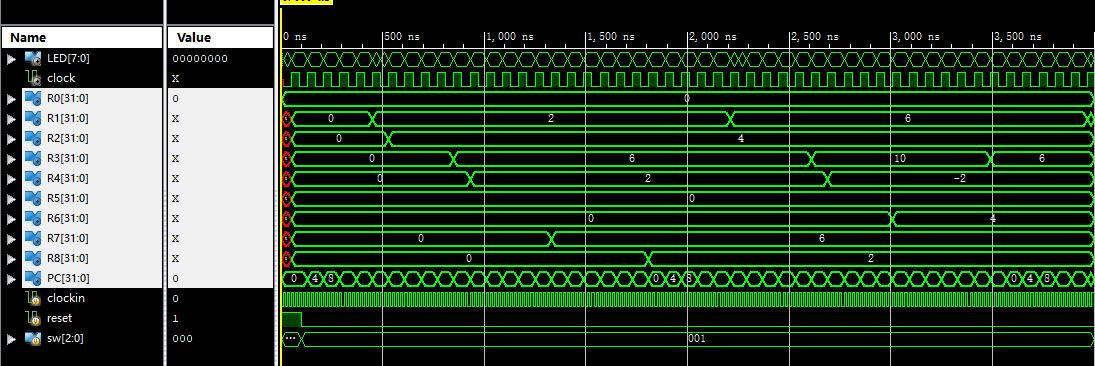 Name Value
0 ns 500 ns 1,000 ns 1,500 ns 2,000 ns 2,500 ns 3,000 ns 3,500 ns
LED[7:0] 00000000
clock X
R0[31:0] 0 0
R1[31:0] X 0 2 6
R2[31:0] X 0 4
R3[31:0] X 0 6 10 6
R4[31:0] X 0 2 -2
R5[31:0] X 0
R6[31:0] X 0 4
R7[31:0] X 0 6
R8[31:0] X 0 2
PC[31:0] 0 0 4 8 0 4 8 0 4 8
clockin 0
reset 1
sw[2:0] 000 ... 001